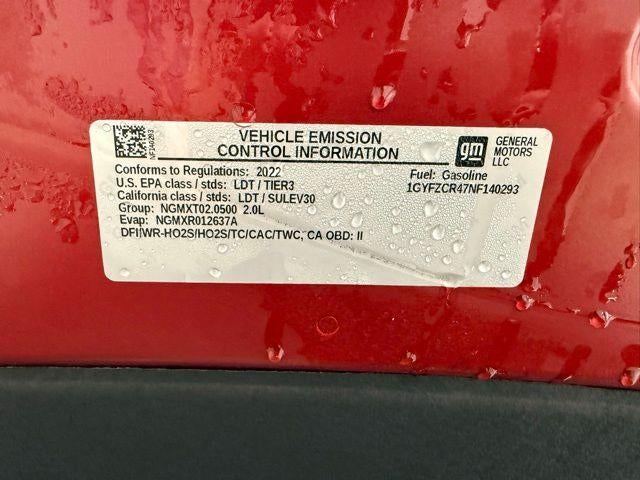 NF140293
VEHICLE EMISSION
CONTROL INFORMATION
gm
GENERAL
MOTORS
LLC
Conforms to Regulations: 2022
Fuel: Gasoline
U.S. EPA class / stds: LDT / TIER3
1GYFZCR47NF140293
California class / stds: LDT / SULEV30
Group: NGMXT02.0500 2.0L
Evap: NGMXR012637A
DFI/WR-HO2S/HO2S/TC/CAC/TWC, CA OBD: II